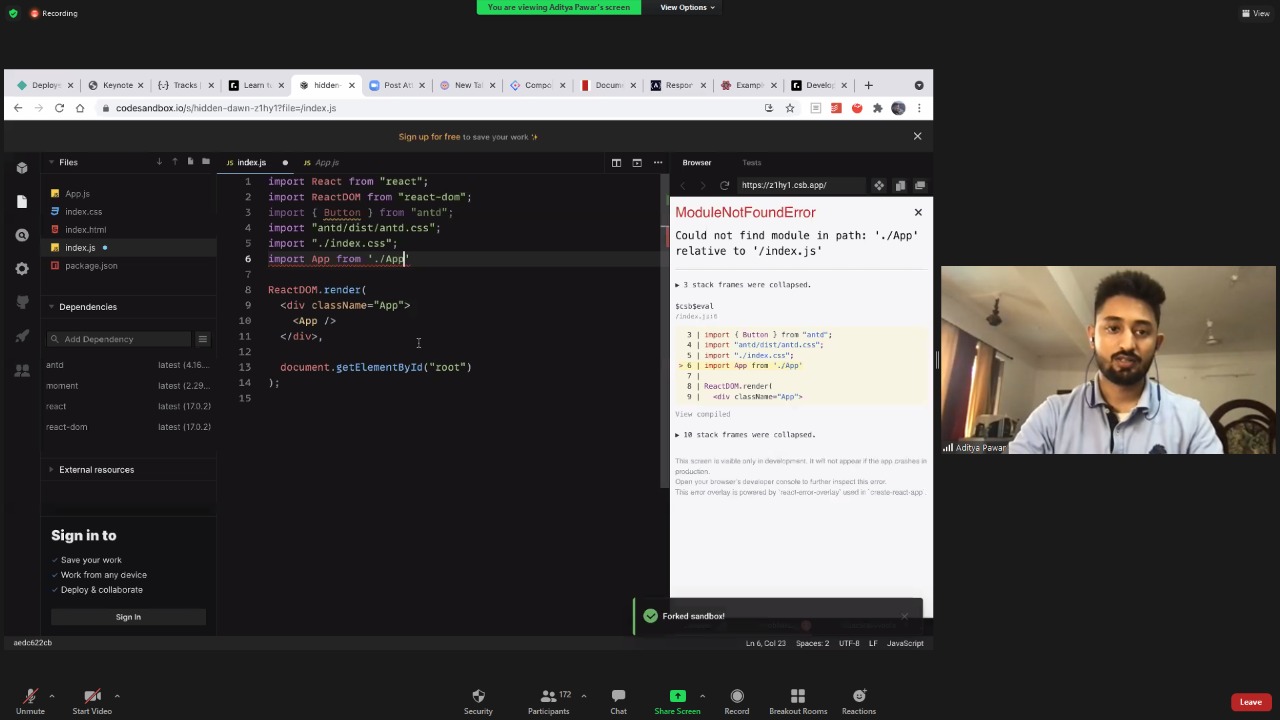 Recording
You are viewing Aditya Pawar's screen
View Options
View
Deploye
Keynote
Tracks
Learn tu
hidden-
Post Att
New Tal
Compo
Docum
Respon
Exampl
Develop
codesandbox.io/s/hidden-dawn-z1hy1?file=/index.js
Sign up for free to save your work
Files
index.js
App.js
Browser
Tests
https://z1hy1.csb.app/
App.js
index.css
index.html
index.js
package.json
Dependencies
Add Dependency
antd latest (4.16....
moment latest (2.29...
react latest (17.0.2)
react-dom latest (17.0.2)
External resources
Sign in to
Save your work
Work from any device
Deploy & collaborate
Sign In
1 import React from "react";
2 import ReactDOM from "react-dom";
3 import { Button } from "antd";
4 import "antd/dist/antd.css";
5 import "./index.css";
6 import App from './App'
7
8 ReactDOM.render(
9 <div className="App">
10 <App />
11 </div>,
12
13 document.getElementById("root")
14 );
15
ModuleNotFoundError
Could not find module in path: './App'
relative to '/index.js'
▶ 3 stack frames were collapsed.
$csb$eval
/index.js:6
3 | import { Button } from "antd";
4 | import "antd/dist/antd.css";
5 | import "./index.css";
> 6 | import App from './App'
7 |
8 | ReactDOM.render(
9 | <div className="App">
View compiled
▶ 10 stack frames were collapsed.
This screen is visible only in development. It will not appear if the app crashes in
production.
Open your browser's developer console to further inspect this error.
This error overlay is powered by `react-error-overlay` used in `create-react-app`.
Forked sandbox!
aedc622cb
Ln 6, Col 23
Spaces: 2
UTF-8
LF
JavaScript
Aditya Pawar
Unmute
Start Video
Security
Participants
172
Chat
Share Screen
Record
Breakout Rooms
Reactions
Leave